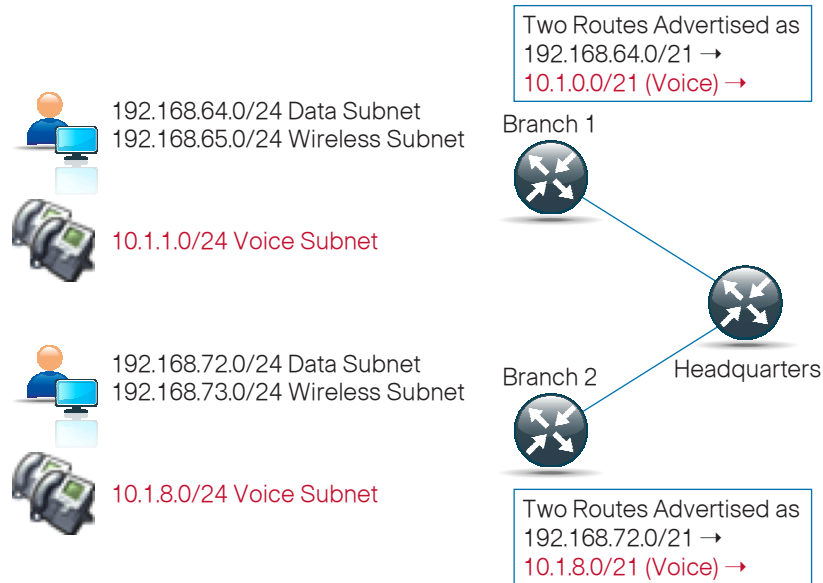 Two Routes Advertised as
192.168.64.0/21 →
10.1.0.0/21 (Voice) →
192.168.64.0/24 Data Subnet
192.168.65.0/24 Wireless Subnet
Branch 1
10.1.1.0/24 Voice Subnet
Headquarters
192.168.72.0/24 Data Subnet
192.168.73.0/24 Wireless Subnet
Branch 2
10.1.8.0/24 Voice Subnet
Two Routes Advertised as
192.168.72.0/21 →
10.1.8.0/21 (Voice) →